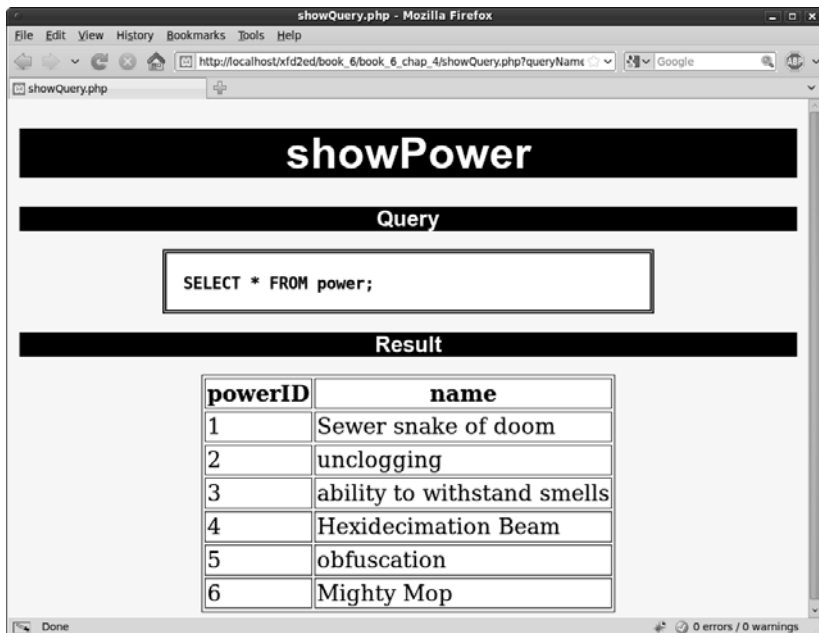 showQuery.php - Mozilla Firefox
File Edit View History Bookmarks Tools Help
http://localhost/xfd2ed/book_6/book_6_chap_4/showQuery.php?queryName
Google
showQuery.php
showPower
Query
SELECT * FROM power;
Result
powerID name
1 Sewer snake of doom
2 unclogging
3 ability to withstand smells
4 Hexidecimation Beam
5 obfuscation
6 Mighty Mop
Done 0 errors / 0 warnings